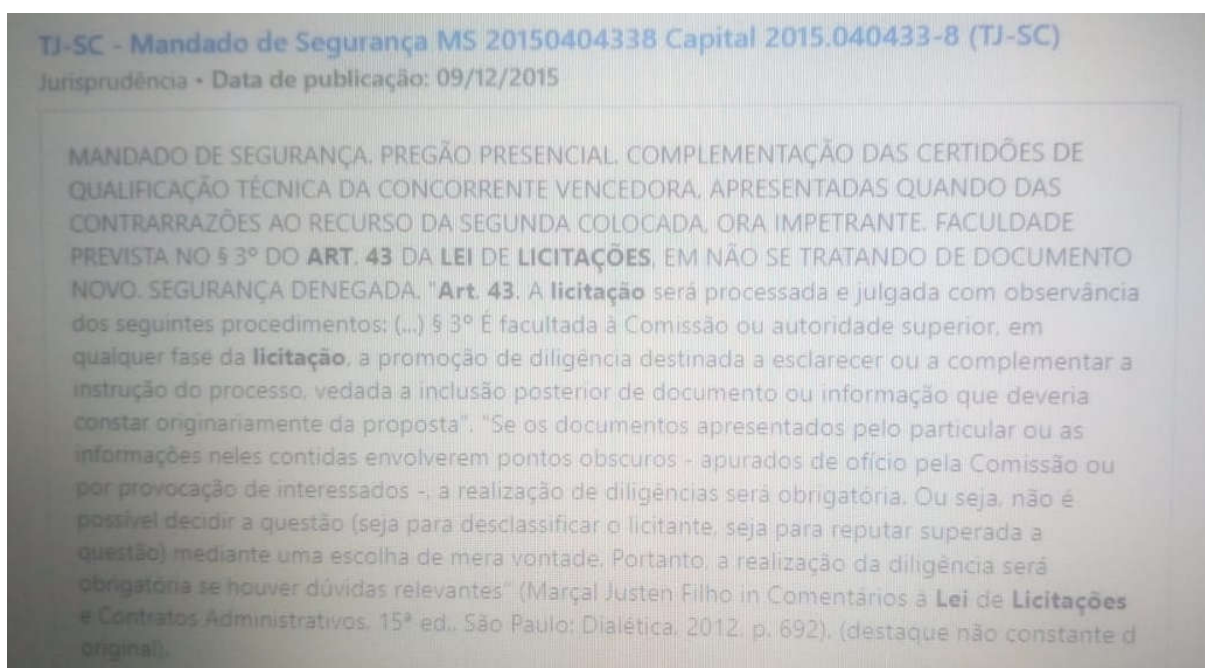 TJ-SC - Mandado de Segurança MS 20150404338 Capital 2015.040433-8 (TJ-SC)
Jurisprudência • Data de publicação: 09/12/2015
MANDADO DE SEGURANÇA. PREGÃO PRESENCIAL. COMPLEMENTAÇÃO DAS CERTIDÕES DE
QUALIFICAÇÃO TÉCNICA DA CONCORRENTE VENCEDORA, APRESENTADAS QUANDO DAS
CONTRARRAZÕES AO RECURSO DA SEGUNDA COLOCADA, ORA IMPETRANTE. FACULDADE
PREVISTA NO § 3º DO ART. 43 DA LEI DE LICITAÇÕES, EM NÃO SE TRATANDO DE DOCUMENTO
NOVO. SEGURANÇA DENEGADA. "Art. 43. A licitação será processada e julgada com observância
dos seguintes procedimentos: (...) § 3º É facultada à Comissão ou autoridade superior, em
qualquer fase da licitação, a promoção de diligência destinada a esclarecer ou a complementar a
instrução do processo, vedada a inclusão posterior de documento ou informação que deveria
constar originariamente da proposta". "Se os documentos apresentados pelo particular ou as
informações neles contidas envolverem pontos obscuros - apurados de ofício pela Comissão ou
por provocação de interessados -, a realização de diligências será obrigatória. Ou seja, não é
possível decidir a questão (seja para desclassificar o licitante, seja para reputar superada a
questão) mediante uma escolha de mera vontade. Portanto, a realização da diligência será
obrigatória se houver dúvidas relevantes" (Marçal Justen Filho in Comentários à Lei de Licitações
e Contratos Administrativos. 15ª ed., São Paulo: Dialética, 2012. p. 692). (destaque não constante d
original).